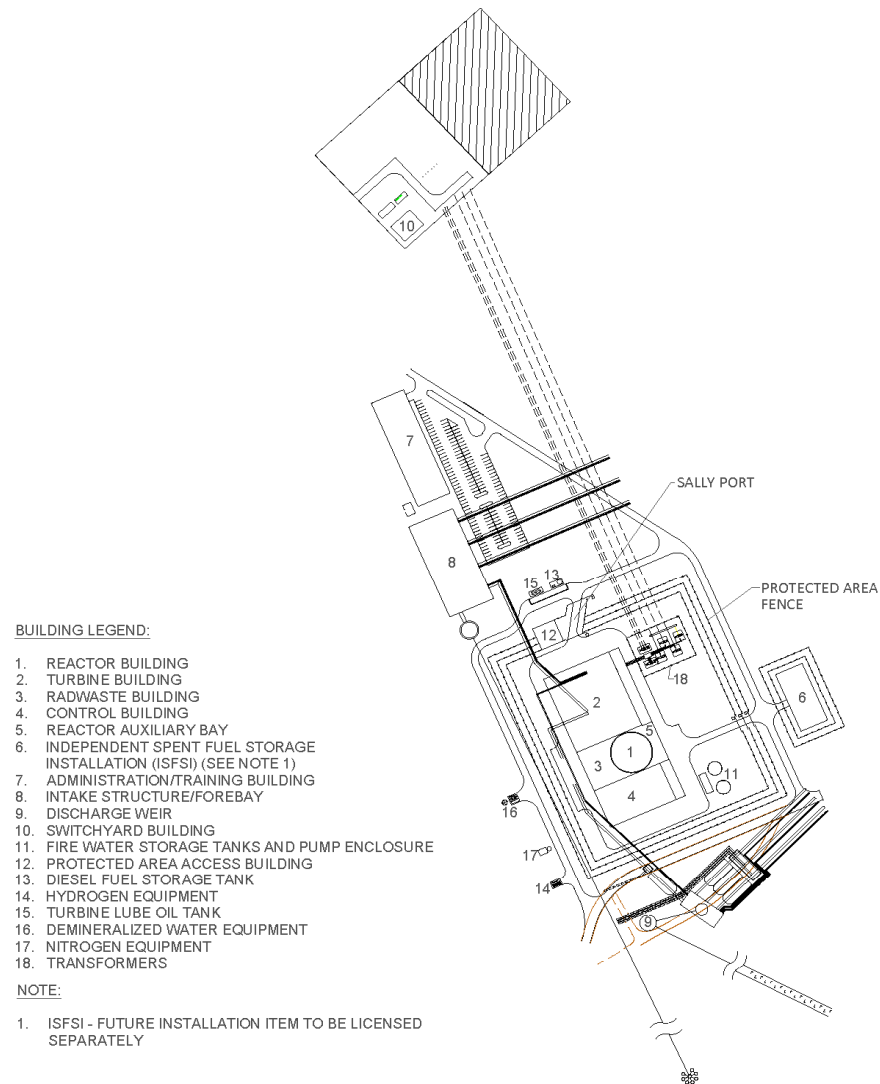 10
7
SALLY PORT
8
13
15
PROTECTED AREA
FENCE
12
18
2
6
5
1
3
11
4
16
17
14
9
BUILDING LEGEND:
1. REACTOR BUILDING
2. TURBINE BUILDING
3. RADWASTE BUILDING
4. CONTROL BUILDING
5. REACTOR AUXILIARY BAY
6. INDEPENDENT SPENT FUEL STORAGE
INSTALLATION (ISFSI) (SEE NOTE 1)
7. ADMINISTRATION/TRAINING BUILDING
8. INTAKE STRUCTURE/FOREBAY
9. DISCHARGE WEIR
10. SWITCHYARD BUILDING
11. FIRE WATER STORAGE TANKS AND PUMP ENCLOSURE
12. PROTECTED AREA ACCESS BUILDING
13. DIESEL FUEL STORAGE TANK
14. HYDROGEN EQUIPMENT
15. TURBINE LUBE OIL TANK
16. DEMINERALIZED WATER EQUIPMENT
17. NITROGEN EQUIPMENT
18. TRANSFORMERS
NOTE:
1. ISFSI - FUTURE INSTALLATION ITEM TO BE LICENSED
SEPARATELY